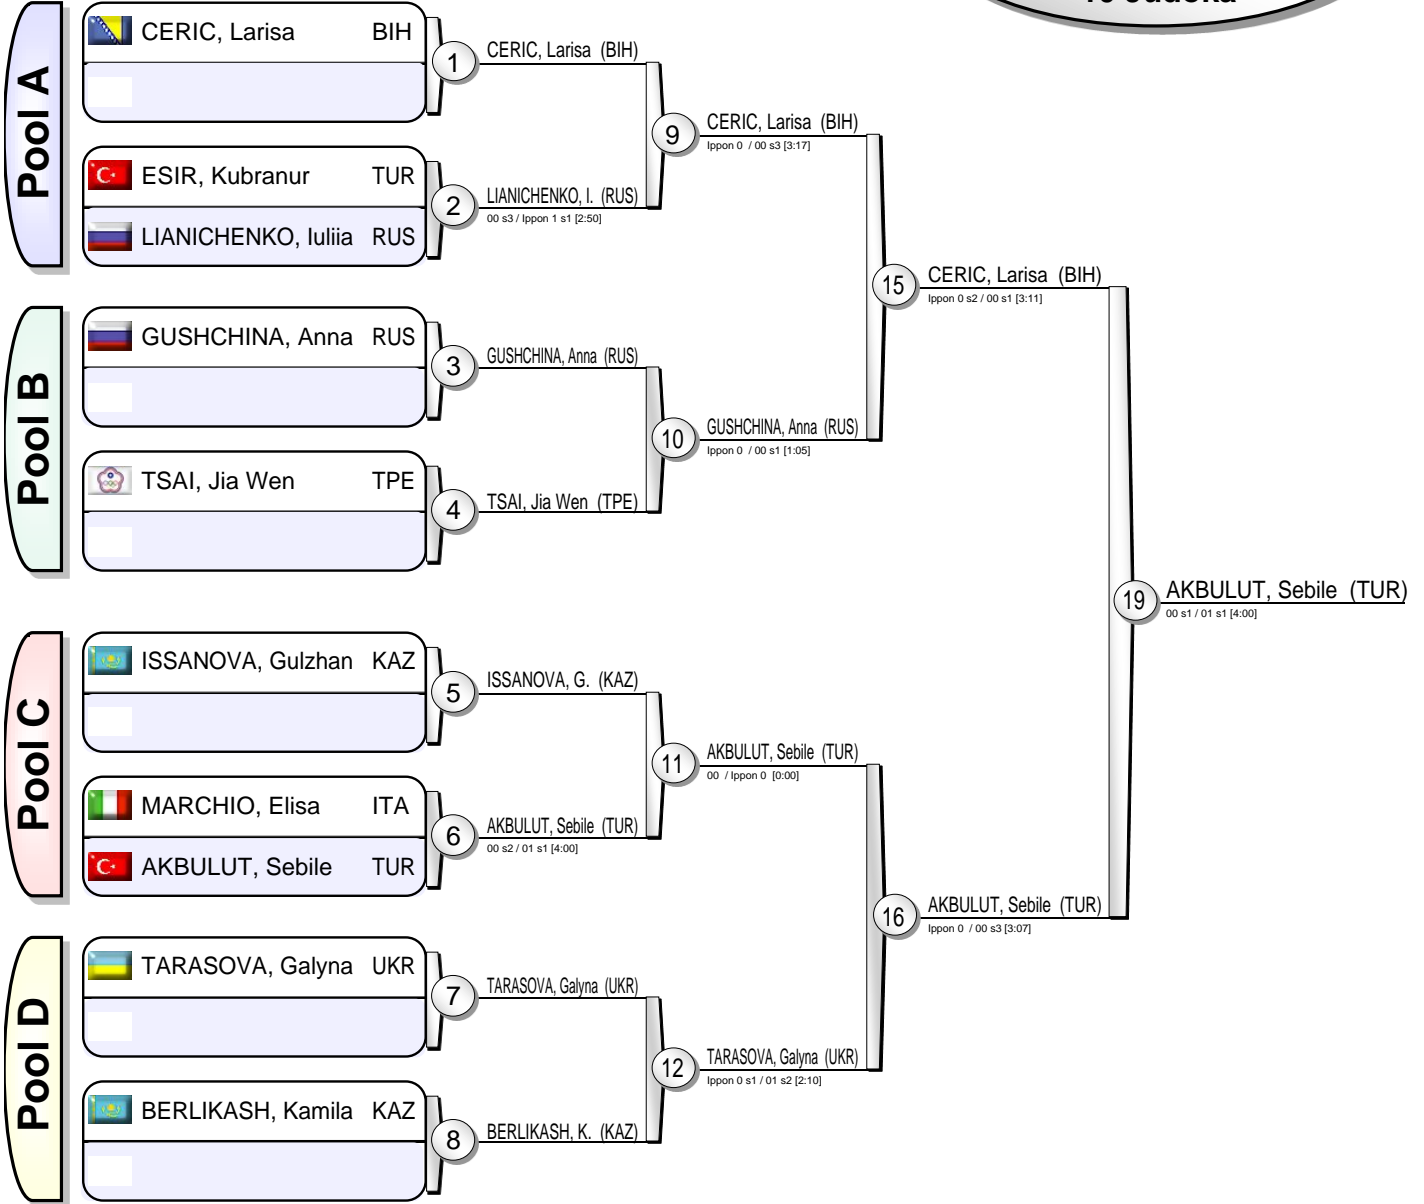 10 Judoka
Pool A
CERIC, Larisa BIH
1
CERIC, Larisa (BIH)
9
CERIC, Larisa (BIH)
Ippon 0 / 00 s3 [3:17]
ESIR, Kubranur TUR
LIANICHENKO, Iuliia RUS
2
LIANICHENKO, I. (RUS)
00 s3 / Ippon 1 s1 [2:50]
15
CERIC, Larisa (BIH)
Ippon 0 s2 / 00 s1 [3:11]
Pool B
GUSHCHINA, Anna RUS
3
GUSHCHINA, Anna (RUS)
10
GUSHCHINA, Anna (RUS)
Ippon 0 / 00 s1 [1:05]
TSAI, Jia Wen TPE
4
TSAI, Jia Wen (TPE)
19
AKBULUT, Sebile (TUR)
00 s1 / 01 s1 [4:00]
Pool C
ISSANOVA, Gulzhan KAZ
5
ISSANOVA, G. (KAZ)
11
AKBULUT, Sebile (TUR)
00 / Ippon 0 [0:00]
MARCHIO, Elisa ITA
AKBULUT, Sebile TUR
6
AKBULUT, Sebile (TUR)
00 s2 / 01 s1 [4:00]
16
AKBULUT, Sebile (TUR)
Ippon 0 / 00 s3 [3:07]
Pool D
TARASOVA, Galyna UKR
7
TARASOVA, Galyna (UKR)
12
TARASOVA, Galyna (UKR)
Ippon 0 s1 / 01 s2 [2:10]
BERLIKASH, Kamila KAZ
8
BERLIKASH, K. (KAZ)